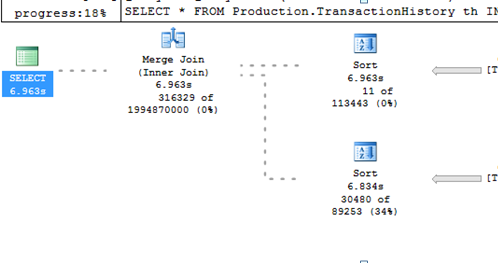 progress:18%
SELECT * FROM Production.TransactionHistory th IN
SELECT
6.963s
Merge Join
(Inner Join)
6.963s
316329 of
1994870000 (0%)
Sort
6.963s
11 of
113443 (0%)
[T
Sort
6.834s
30480 of
89253 (34%)
[T